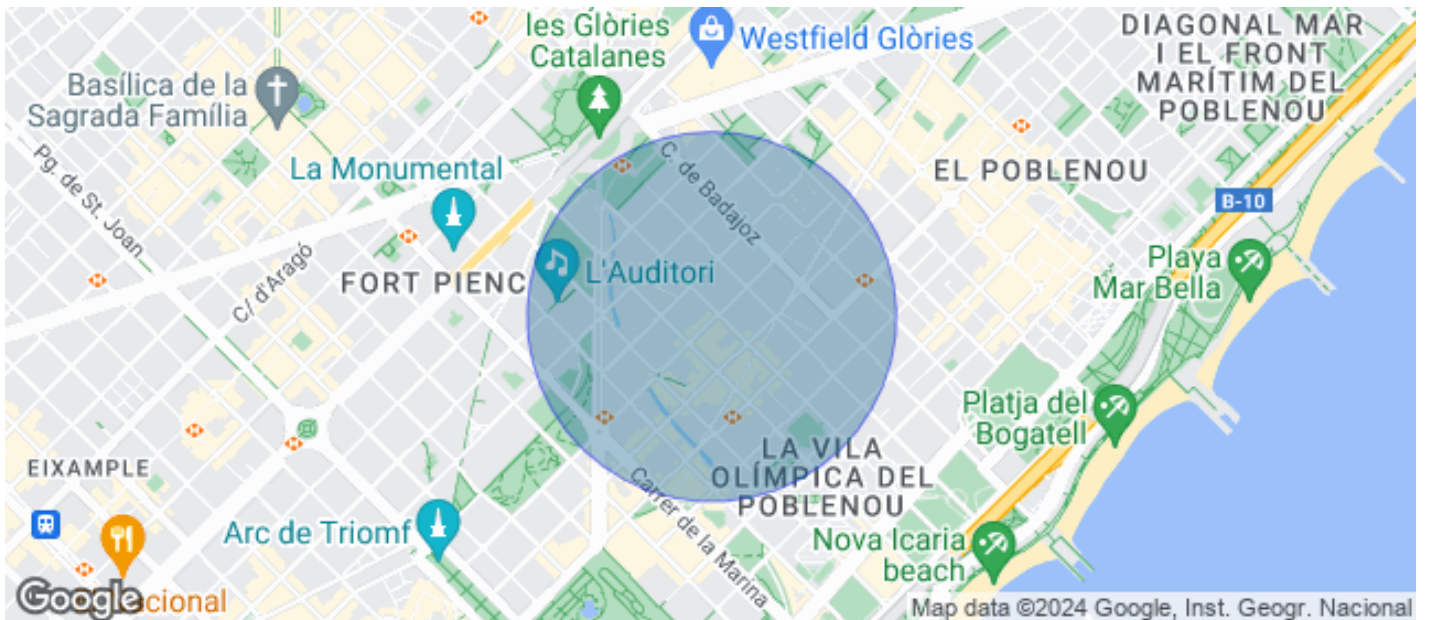 les Glòries
Catalanes
Westfield Glòries
DIAGONAL MAR
I EL FRONT
MARÍTIM DEL
POBLENOU
Basílica de la
Sagrada Família
La Monumental
C. de Badajoz
EL POBLENOU
Pg. de St. Joan
B-10
C/ d'Aragó
FORT PIENC
L'Auditori
Playa
Mar Bella
Platja del
Bogatell
EIXAMPLE
LA VILA
OLÍMPICA DEL
POBLENOU
Carrer de la Marina
Arc de Triomf
Nova Icaria
beach
Google
acional
Map data ©2024 Google, Inst. Geogr. Nacional